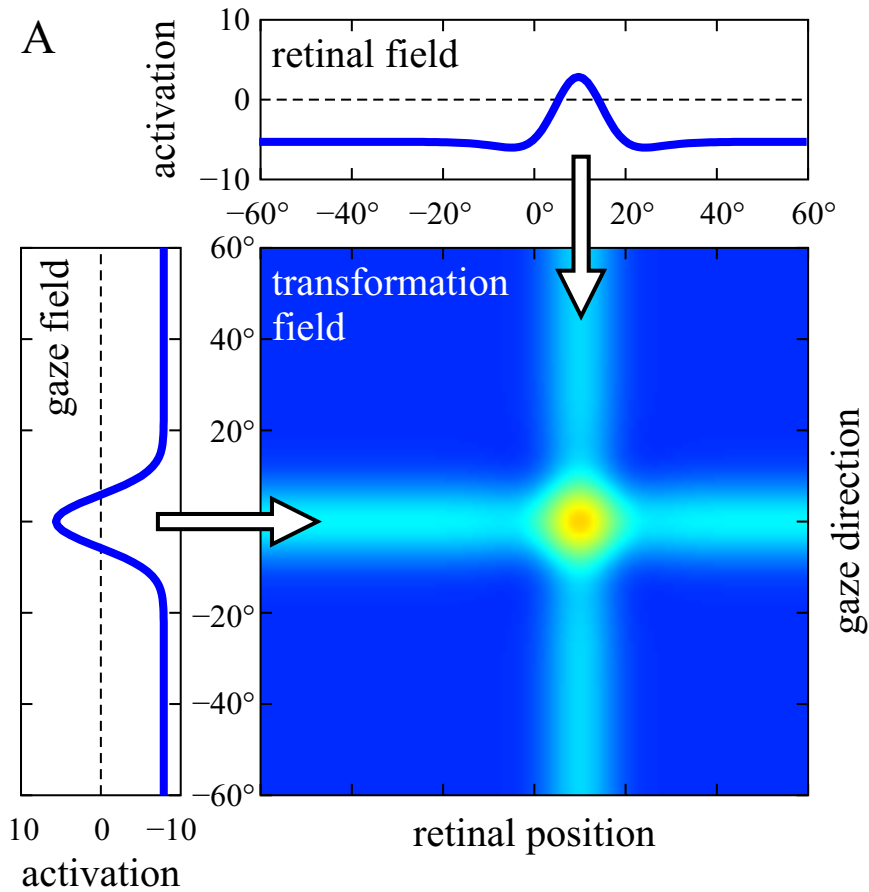 A
activation
10
0
−10
retinal field
−60° −40° −20° 0° 20° 40° 60°
gaze field
10 0 −10
activation
60°
40°
20°
−20°
−40°
−60°
transformation
field
gaze direction
retinal position